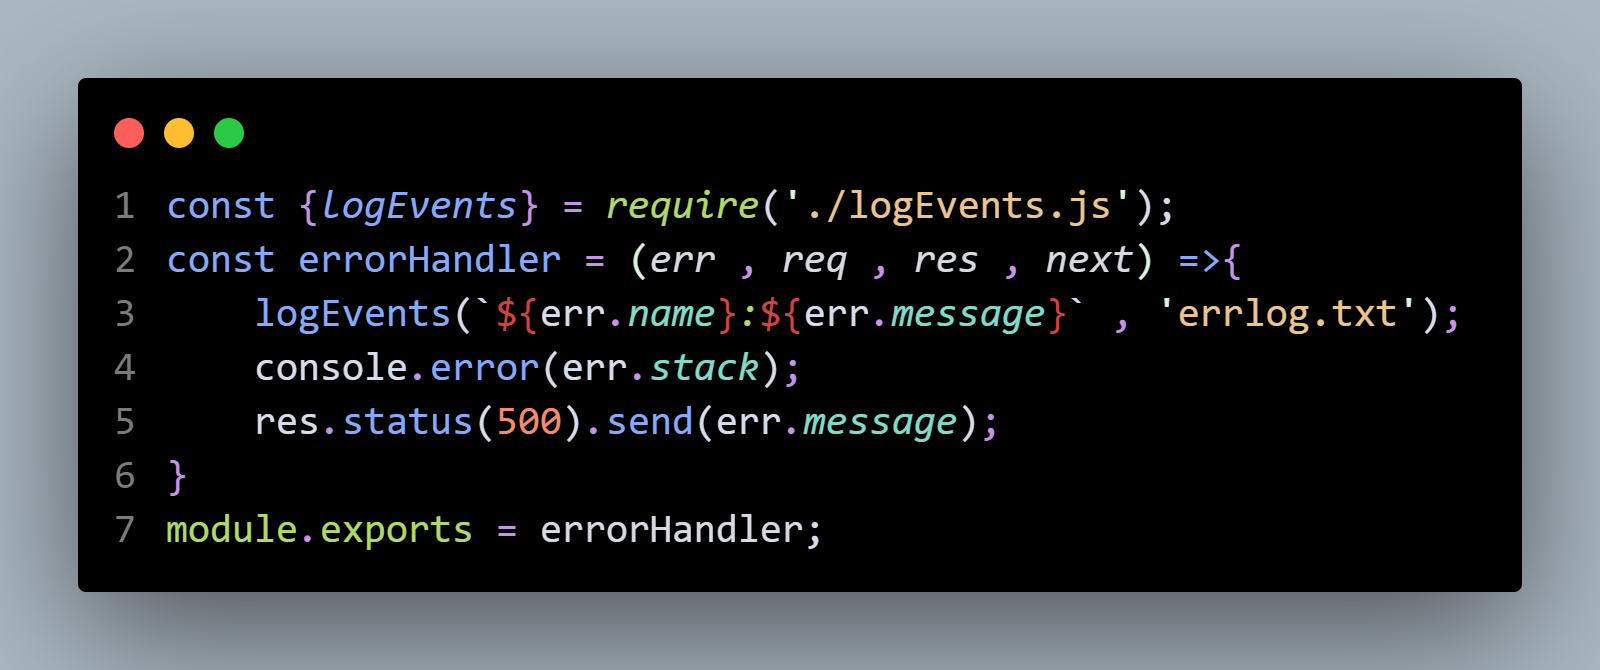 1 const {logEvents} = require('./logEvents.js');
2 const errorHandler = (err , req , res , next) =>{
3     logEvents(`${err.name}:${err.message}` , 'errlog.txt');
4     console.error(err.stack);
5     res.status(500).send(err.message);
6 }
7 module.exports = errorHandler;